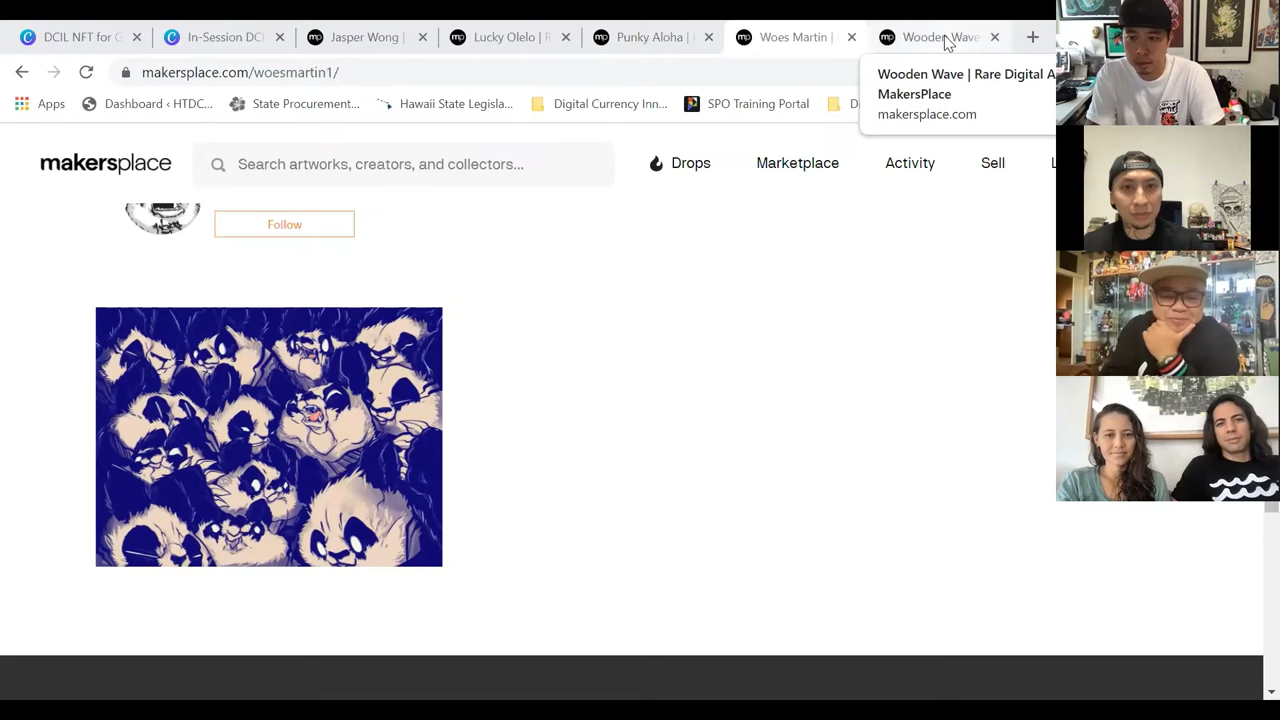 DCIL NFT for G
In-Session DCI
Jasper Wong
Lucky Olelo | R
Punky Aloha |
Woes Martin |
Wooden Wave
makersplace.com/woesmartin1/
Wooden Wave | Rare Digital A
MakersPlace
makersplace.com
Apps
Dashboard ‹ HTDC...
State Procuremen...
Hawaii State Legisla...
Digital Currency Inn...
SPO Training Portal
makersplace
Search artworks, creators, and collectors...
Drops
Marketplace
Activity
Sell
Follow